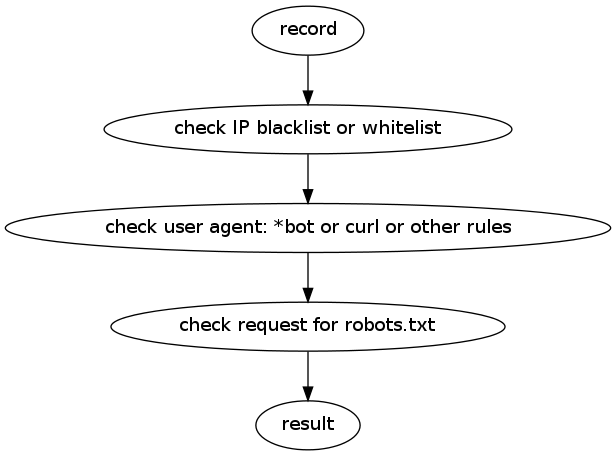 record
check IP blacklist or whitelist
check user agent: *bot or curl or other rules
check request for robots.txt
result